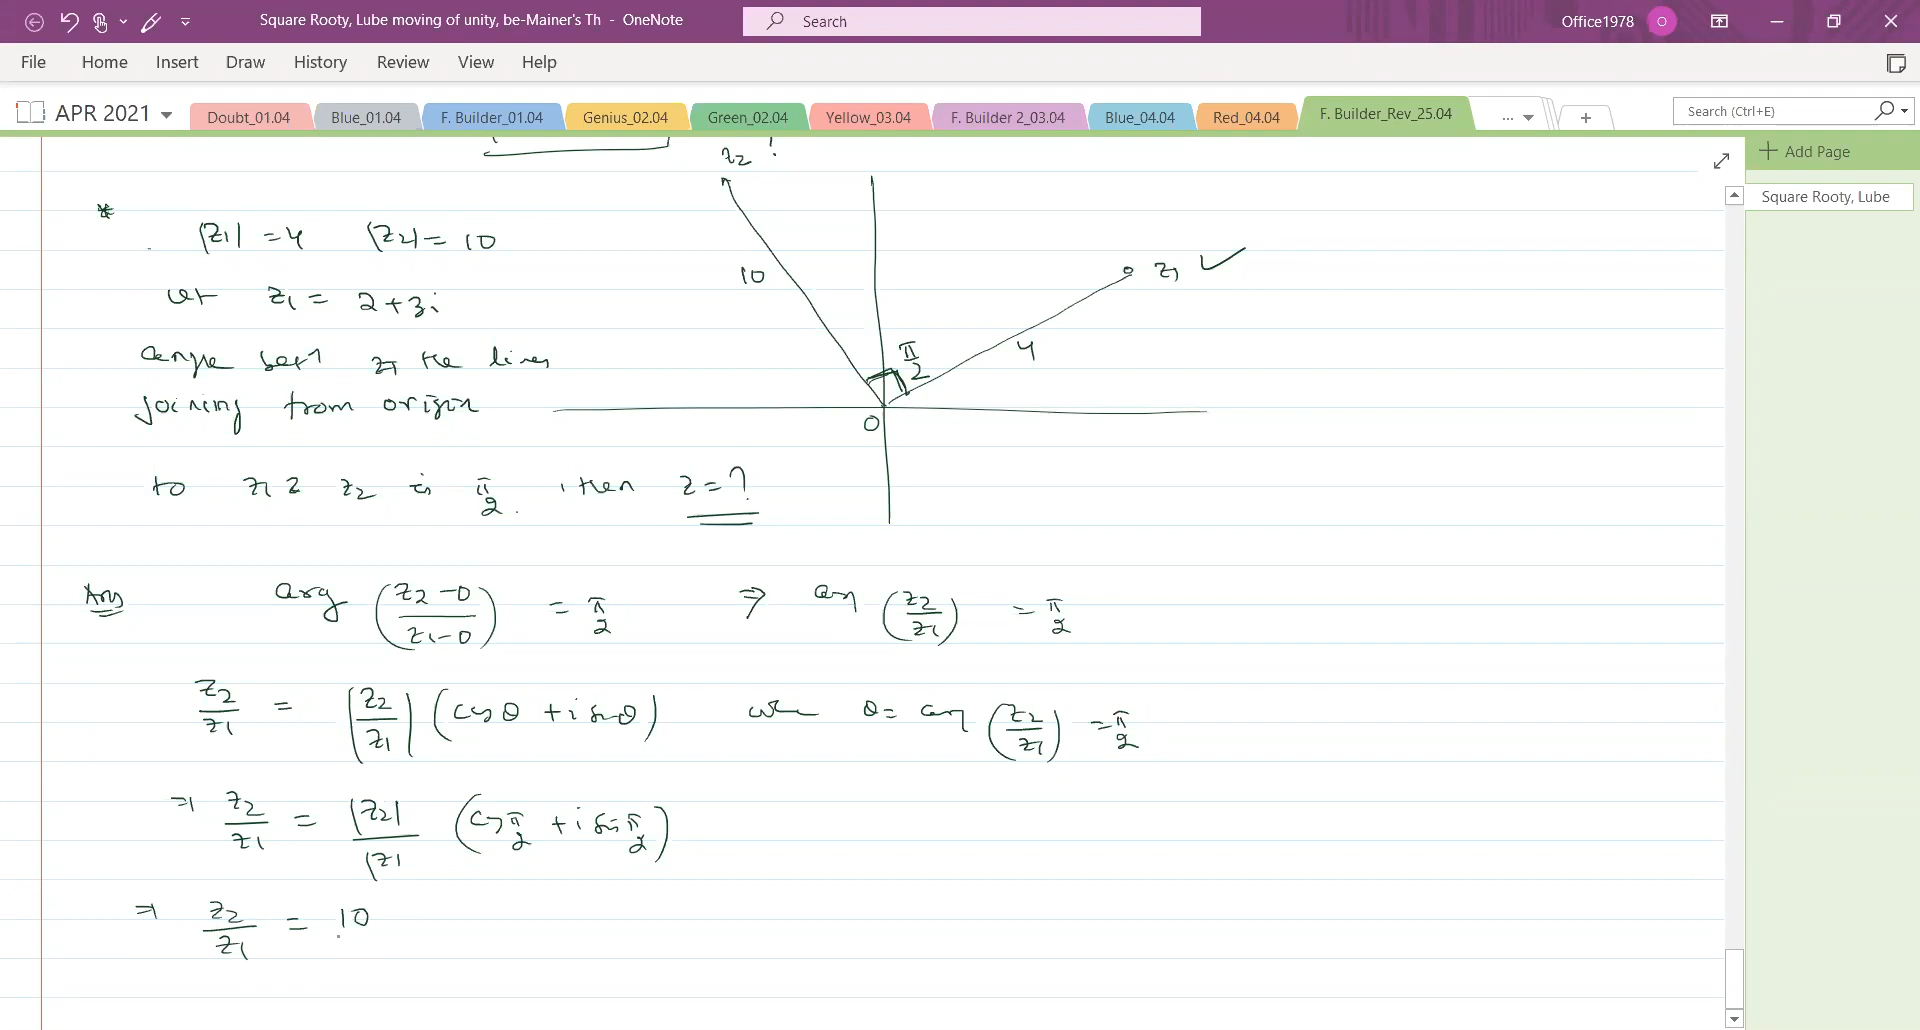 Square Rooty, Lube moving of unity, be-Mainer's Th - OneNote
Search
Office1978
O
File Home Insert Draw History Review View Help
APR 2021
Doubt_01.04 Blue_01.04 F. Builder_01.04 Genius_02.04 Green_02.04 Yellow_03.04 F. Builder 2_03.04 Blue_04.04 Red_04.04 F. Builder_Rev_25.04 ... +
Search (Ctrl+E)
Add Page
Square Rooty, Lube
z2 ?
* |z1| = 4 |z2| = 10
10
z1 ✓
let z1 = 2+3i
π/2
4
angle betn z1 the lines
joining from origin
O
to z1 & z2 is π/2. then z = ?
Ans arg ((z2-0)/(z1-0)) = π/2 ⇒ arg (z2/z1) = π/2
z2/z1 = |z2/z1| (cos θ + i sin θ) where θ = arg (z2/z1) = π/2
⇒ z2/z1 = |z2|/|z1 (cos π/2 + i sin π/2)
⇒ z2/z1 = 10